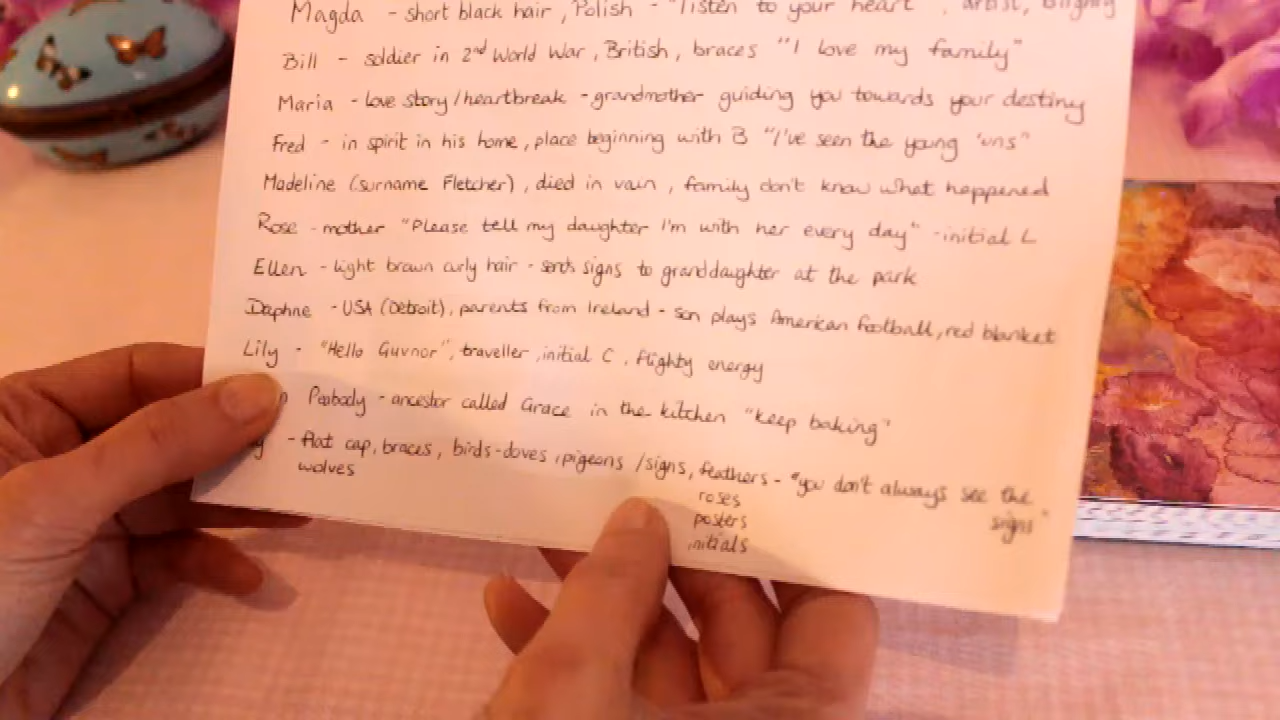 Magda - short black hair, Polish - "listen to your heart", artist,
Bill - soldier in 2nd World War, British, braces "I love my family"
Maria - love story/heartbreak - grandmother guiding you towards your destiny
Fred - in spirit in his home, place beginning with B "I've seen the young 'uns"
Madeline (surname Fletcher), died in vain, family don't know what happened
Rose - mother "Please tell my daughter I'm with her every day" - initial L
Ellen - light brown curly hair - sends signs to granddaughter at the park
Daphne - USA (Detroit), parents from Ireland - son plays American football, red blanket
Lily - "Hello Guvnor", traveller, initial C, flighty energy
Peabody - ancestor called Grace in the kitchen "keep baking"
- flat cap, braces, birds-doves, pigeons /signs, feathers - "you don't always see the
wolves roses signs"
posters
initials